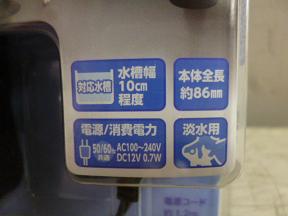 対応水槽
水槽幅
10cm
程度
本体全長
約86mm
電源/消費電力
50/60Hz
共通
AC100~240V
DC12V 0.7W
淡水用
電源コード